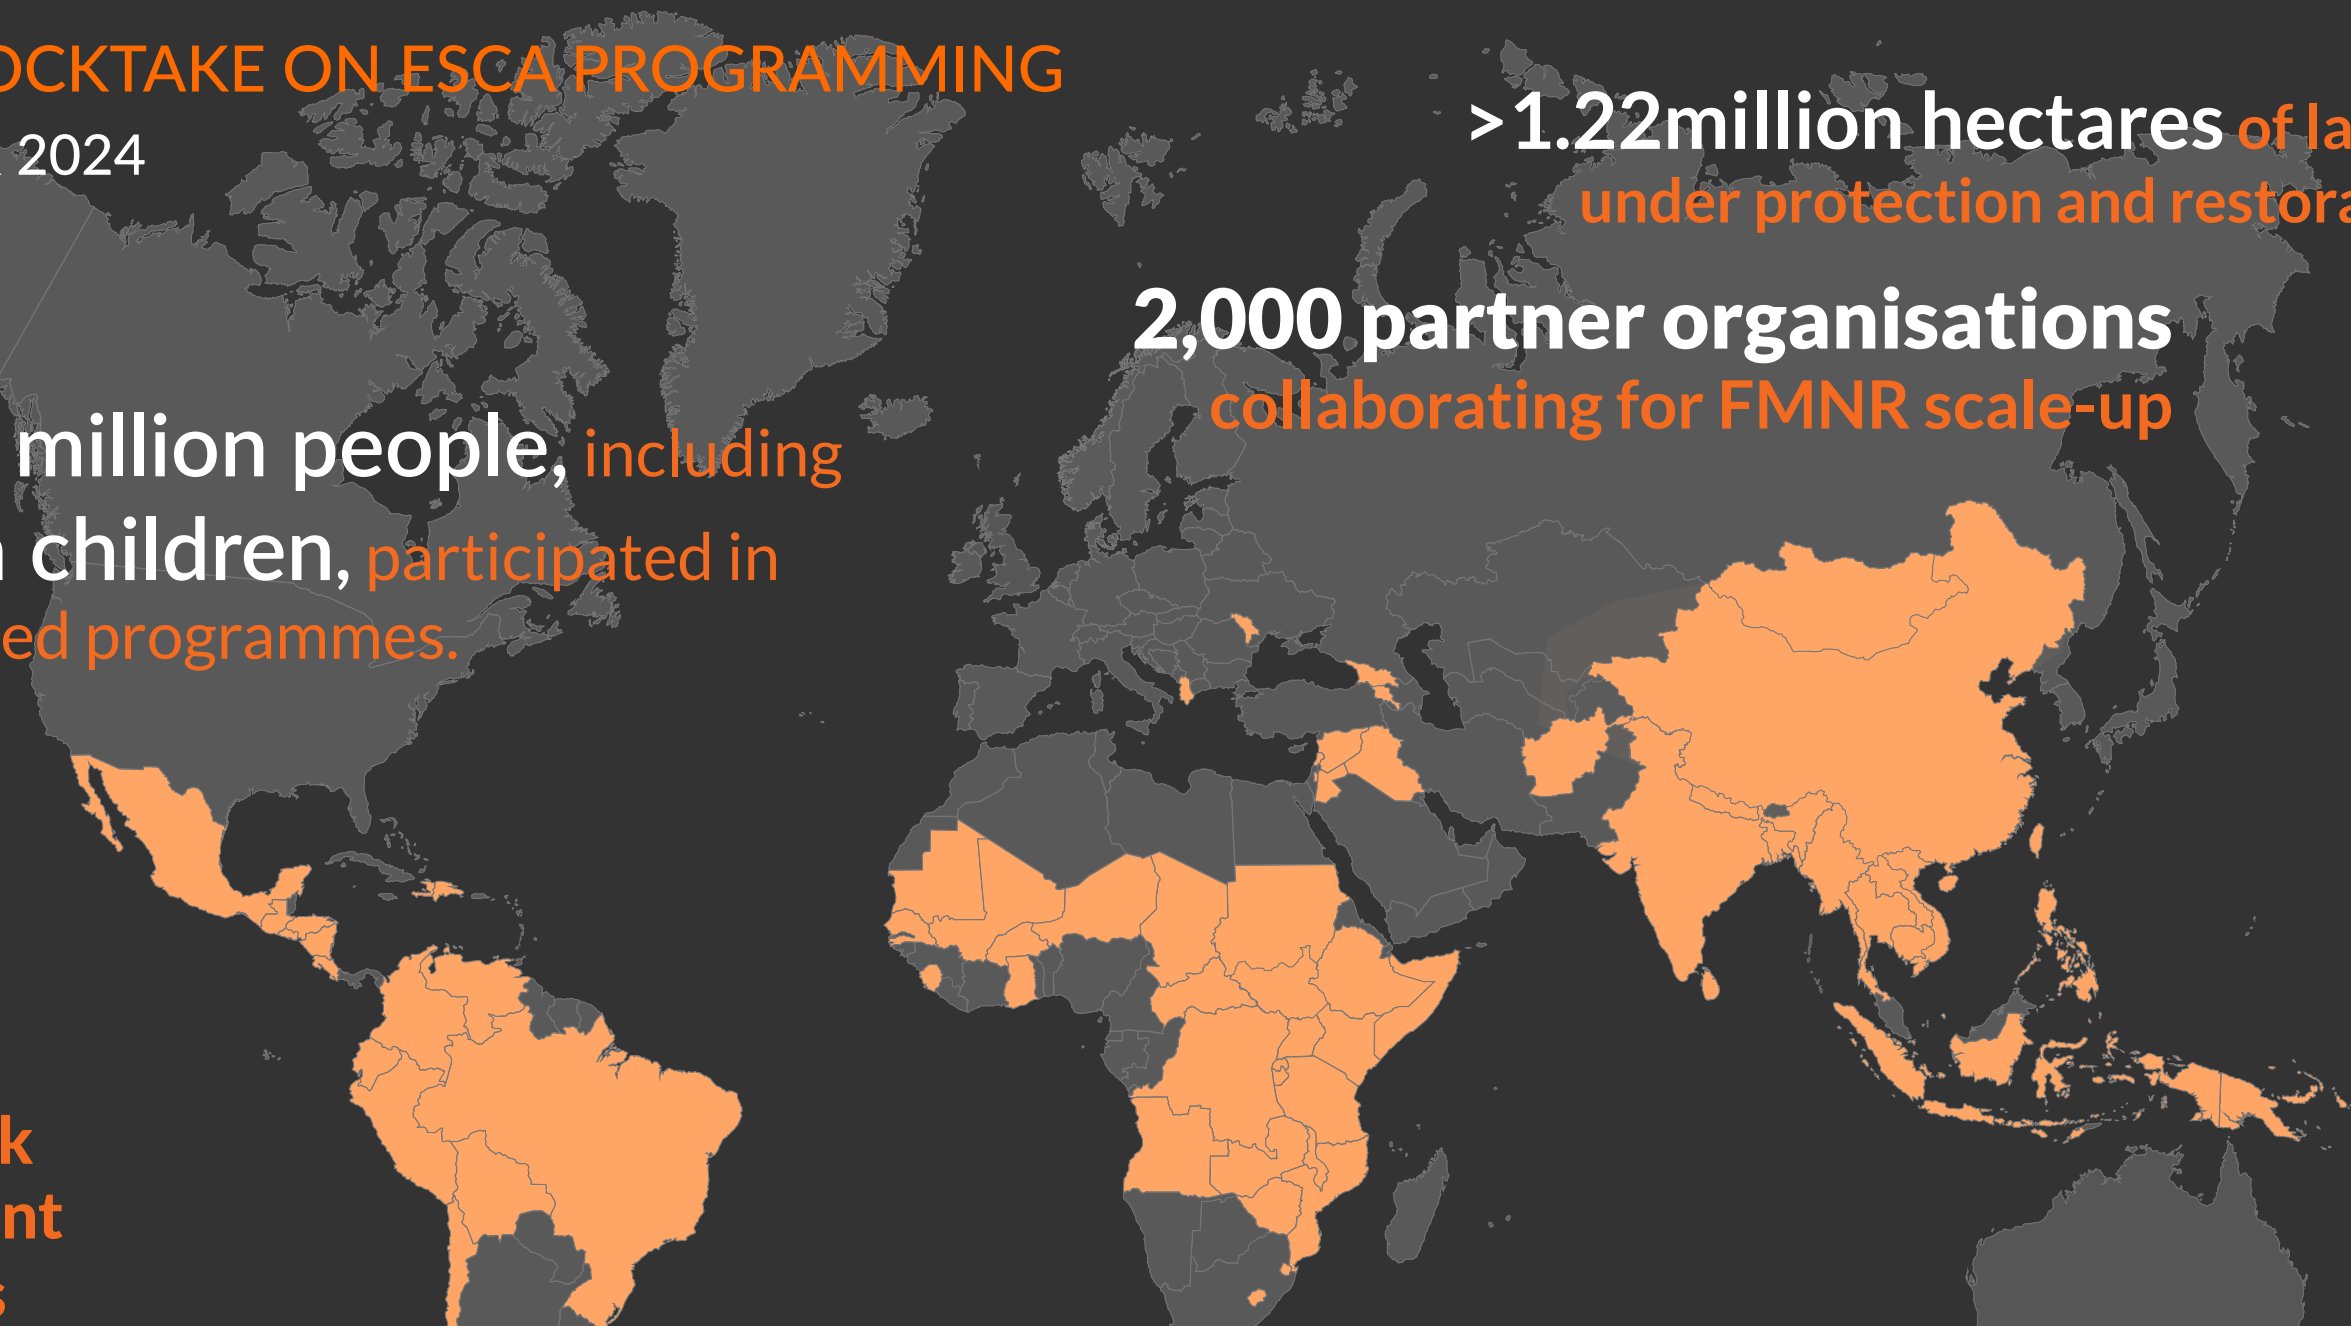 OCKTAKE ON ESCA PROGRAMMING
2024
>1.22million hectares of la
under protection and restora
2,000 partner organisations
collaborating for FMNR scale-up
million people, including
children, participated in
ed programmes.
k
nt
s